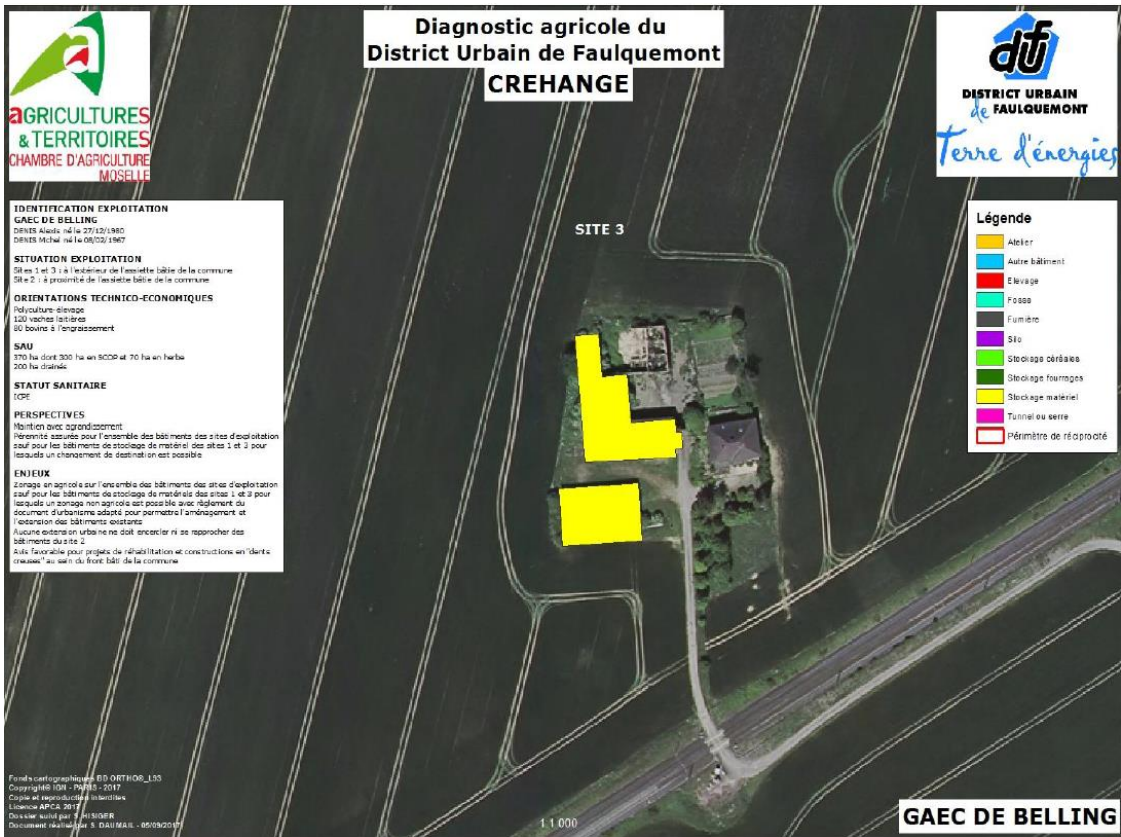 Diagnostic agricole du
District Urbain de Faulquemont
CREHANGE
AGRICULTURES
& TERRITOIRES
CHAMBRE D'AGRICULTURE
MOSELLE
duf
DISTRICT URBAIN
de FAULQUEMONT
Terre d'énergies
IDENTIFICATION EXPLOITATION
GAEC DE BELLING
DENIS Alexis né le 27/12/1980
DENIS Michel né le 08/02/1967
SITUATION EXPLOITATION
Sites 1 et 3 : à l'extérieur de l'assiette bâtie de la commune
Site 2 : à proximité de l'assiette bâtie de la commune
ORIENTATIONS TECHNICO-ECONOMIQUES
Polyculture-élevage
120 vaches laitières
80 bovins à l'engraissement
SAU
370 ha dont 300 ha en SCOP et 70 ha en herbe
200 ha drainés
STATUT SANITAIRE
ICPE
PERSPECTIVES
Maintien avec agrandissement
Pérennité assurée pour l'ensemble des bâtiments des sites d'exploitation
sauf pour les bâtiments de stockage de matériel des sites 1 et 3 pour
lesquels un changement de destination est possible
ENJEUX
Zonage en agricole sur l'ensemble des bâtiments des sites d'exploitation
sauf pour les bâtiments de stockage de matériels des sites 1 et 3 pour
lesquels un zonage non agricole est possible avec règlement du
document d'urbanisme adapté pour permettre l'aménagement et
l'extension des bâtiments existants
Aucune extension urbaine ne doit encercler ni se rapprocher des
bâtiments du site 2
Avis favorable pour projets de réhabilitation et constructions en "dents
creuses" au sein du front bâti de la commune
SITE 3
Légende
Atelier
Autre bâtiment
Elevage
Fosse
Fumière
Silo
Stockage céréales
Stockage fourrages
Stockage matériel
Tunnel ou serre
Périmètre de réciprocité
Fonds cartographiques BD ORTHO®_L93
Copyright® IGN - PARIS - 2017
Copie et reproduction interdites
Licence APCA 2017
Dossier suivi par S. HISIGER
Document réalisé par S. DAUMAIL - 05/09/2017
1:1 000
GAEC DE BELLING